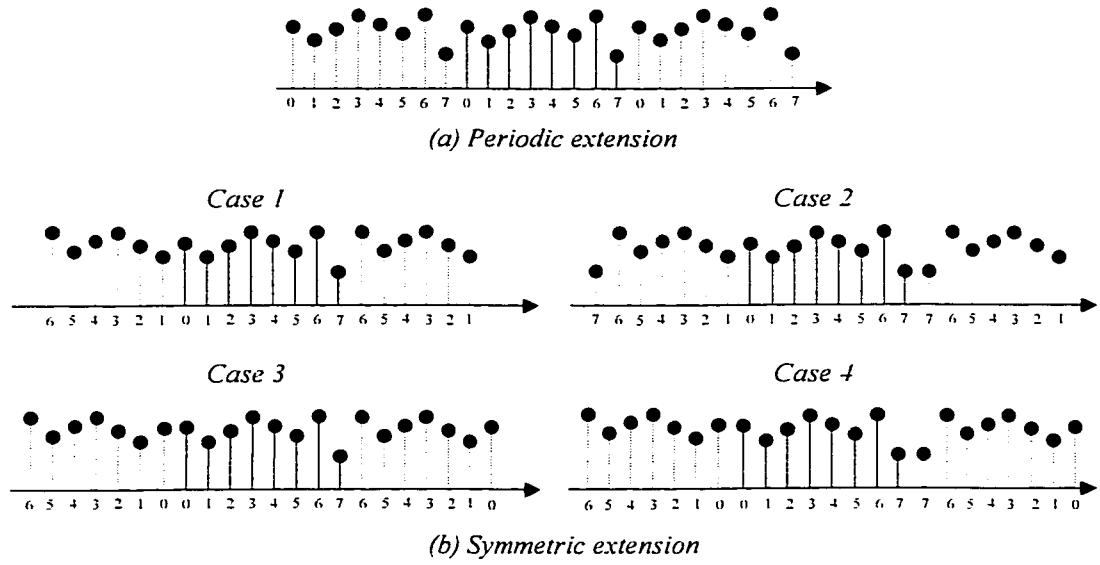 0 1 2 3 4 5 6 7 0 1 2 3 4 5 6 7 0 1 2 3 4 5 6 7
(a) Periodic extension
Case 1
6 5 4 3 2 1 0 1 2 3 4 5 6 7 6 5 4 3 2 1
Case 2
7 6 5 4 3 2 1 0 1 2 3 4 5 6 7 7 6 5 4 3 2 1
Case 3
6 5 4 3 2 1 0 0 1 2 3 4 5 6 7 6 5 4 3 2 1 0
Case 4
6 5 4 3 2 1 0 0 1 2 3 4 5 6 7 7 6 5 4 3 2 1 0
(b) Symmetric extension